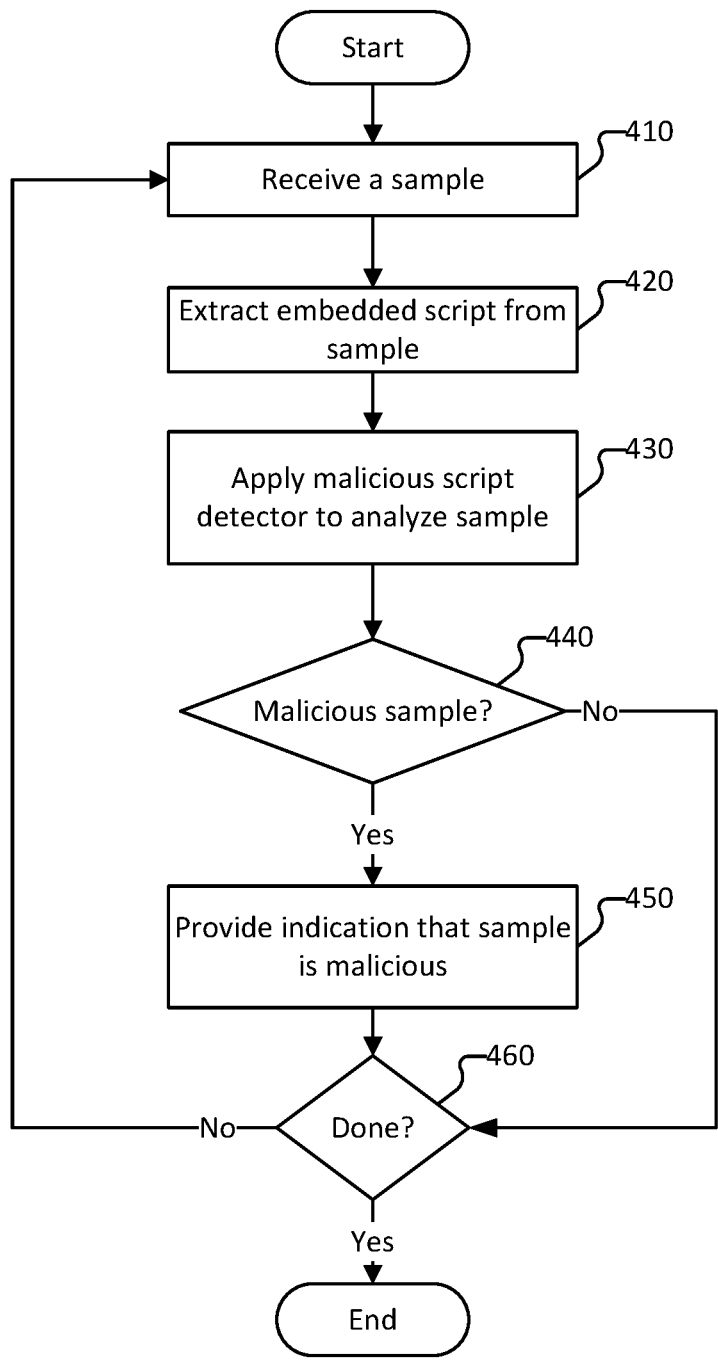 Start
410
Receive a sample
420
Extract embedded script from
sample
430
Apply malicious script
detector to analyze sample
440
Malicious sample?
No
Yes
450
Provide indication that sample
is malicious
460
Done?
No
Yes
End